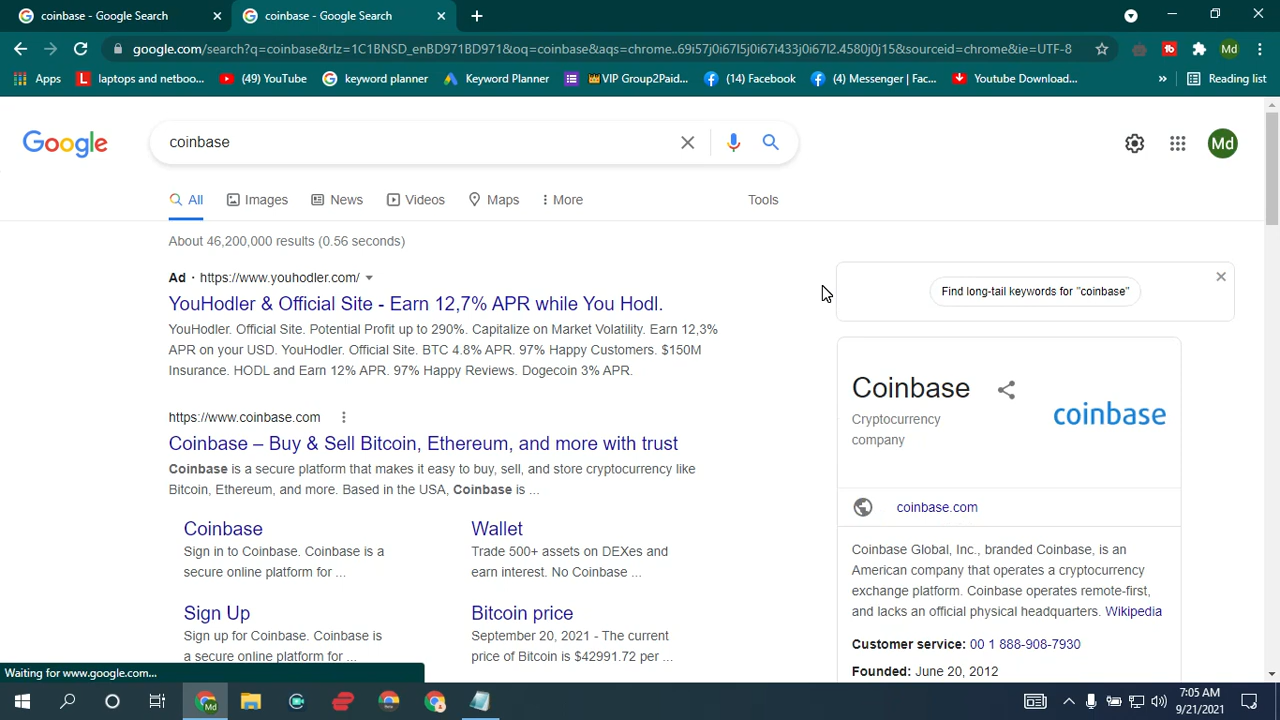 coinbase - Google Search
coinbase - Google Search
google.com/search?q=coinbase&rlz=1C1BNSD_enBD971BD971&oq=coinbase&aqs=chrome..69i57j0i67l5j0i67i433j0i67l2.4580j0j15&sourceid=chrome&ie=UTF-8
Md
Apps
laptops and netboo...
(49) YouTube
keyword planner
Keyword Planner
VIP Group2Paid...
(14) Facebook
(4) Messenger | Fac...
Youtube Download...
»
Reading list
Google
coinbase
Md
All
Images
News
Videos
Maps
More
Tools
About 46,200,000 results (0.56 seconds)
Ad · https://www.youhodler.com/
YouHodler & Official Site - Earn 12,7% APR while You Hodl.
YouHodler. Official Site. Potential Profit up to 290%. Capitalize on Market Volatility. Earn 12,3%
APR on your USD. YouHodler. Official Site. BTC 4.8% APR. 97% Happy Customers. $150M
Insurance. HODL and Earn 12% APR. 97% Happy Reviews. Dogecoin 3% APR.
https://www.coinbase.com
Coinbase – Buy & Sell Bitcoin, Ethereum, and more with trust
Coinbase is a secure platform that makes it easy to buy, sell, and store cryptocurrency like
Bitcoin, Ethereum, and more. Based in the USA, Coinbase is ...
Coinbase
Sign in to Coinbase. Coinbase is a
secure online platform for ...
Wallet
Trade 500+ assets on DEXes and
earn interest. No Coinbase ...
Sign Up
Sign up for Coinbase. Coinbase is
a secure online platform for ...
Bitcoin price
September 20, 2021 - The current
price of Bitcoin is $42991.72 per ...
Find long-tail keywords for "coinbase"
Coinbase
Cryptocurrency
company
coinbase
coinbase.com
Coinbase Global, Inc., branded Coinbase, is an
American company that operates a cryptocurrency
exchange platform. Coinbase operates remote-first,
and lacks an official physical headquarters. Wikipedia
Customer service: 00 1 888-908-7930
Founded: June 20, 2012
Waiting for www.google.com...
7:05 AM
9/21/2021